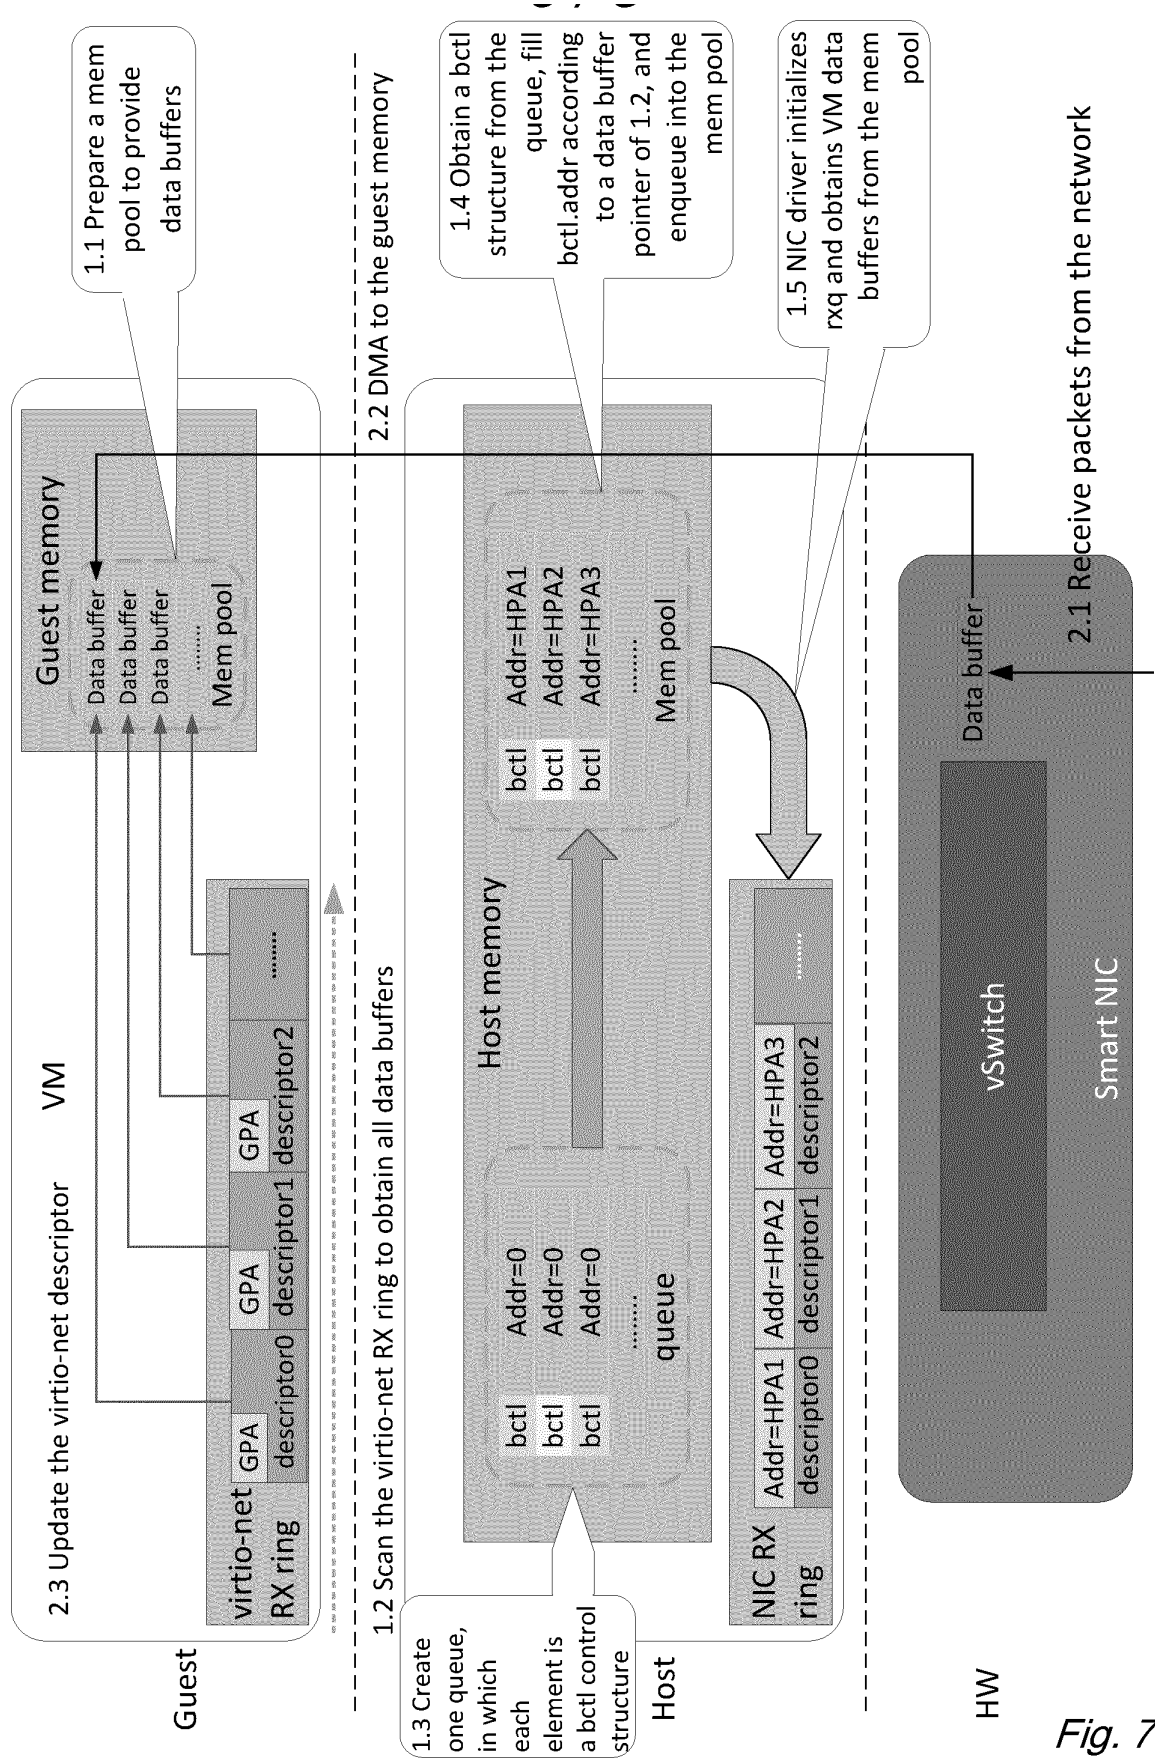 2.3 Update the virtio-net descriptor
VM
Guest memory
Data buffer
Data buffer
Data buffer
........
Mem pool
1.1 Prepare a mem
pool to provide
data buffers
Guest
virtio-net
RX ring
GPA
descriptor0
GPA
descriptor1
GPA
descriptor2
........
1.2 Scan the virtio-net RX ring to obtain all data buffers
2.2 DMA to the guest memory
1.3 Create
one queue,
in which
each
element is
a bctl control
structure
Host
Host memory
bctl Addr=0
bctl Addr=0
bctl Addr=0
........
queue
bctl Addr=HPA1
bctl Addr=HPA2
bctl Addr=HPA3
........
Mem pool
1.4 Obtain a bctl
structure from the
queue, fill
bctl.addr according
to a data buffer
pointer of 1.2, and
enqueue into the
mem pool
NIC RX
ring
Addr=HPA1
descriptor0
Addr=HPA2
descriptor1
Addr=HPA3
descriptor2
........
1.5 NIC driver initializes
rxq and obtains VM data
buffers from the mem
pool
HW
vSwitch
Smart NIC
Data buffer
2.1 Receive packets from the network
Fig. 7